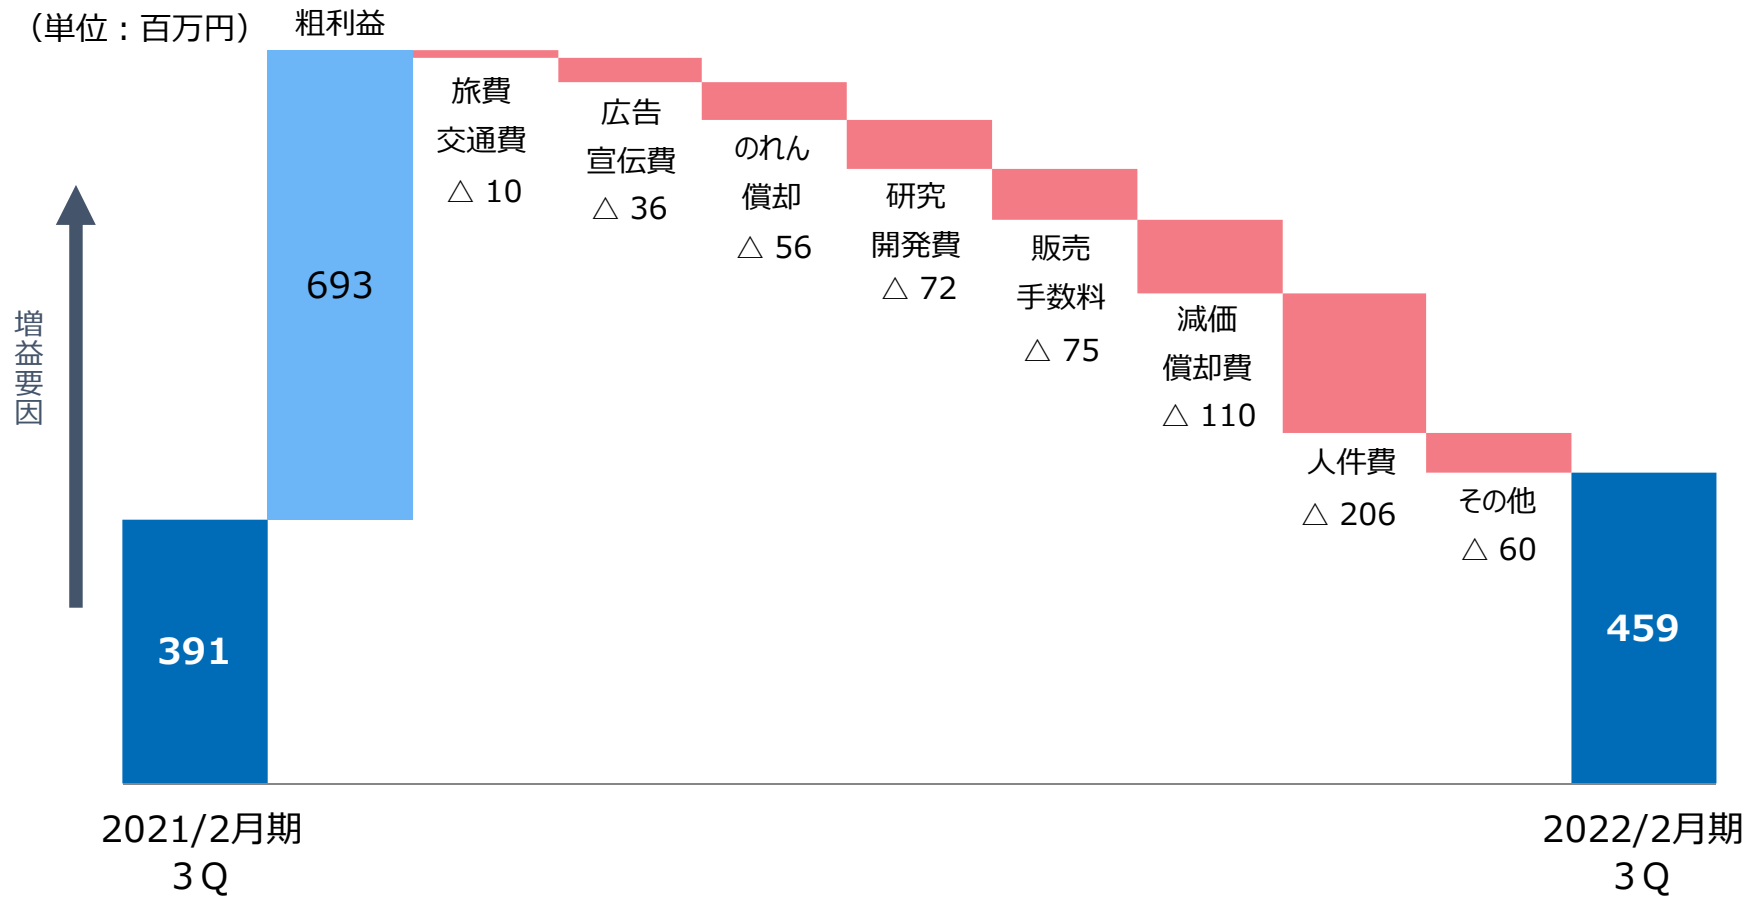 （単位：百万円）
粗利益
693
旅費
交通費
△ 10
広告
宣伝費
△ 36
のれん
償却
△ 56
研究
開発費
△ 72
販売
手数料
△ 75
減価
償却費
△ 110
人件費
△ 206
その他
△ 60
増益要因
391
459
2021/2月期
３Ｑ
2022/2月期
３Ｑ